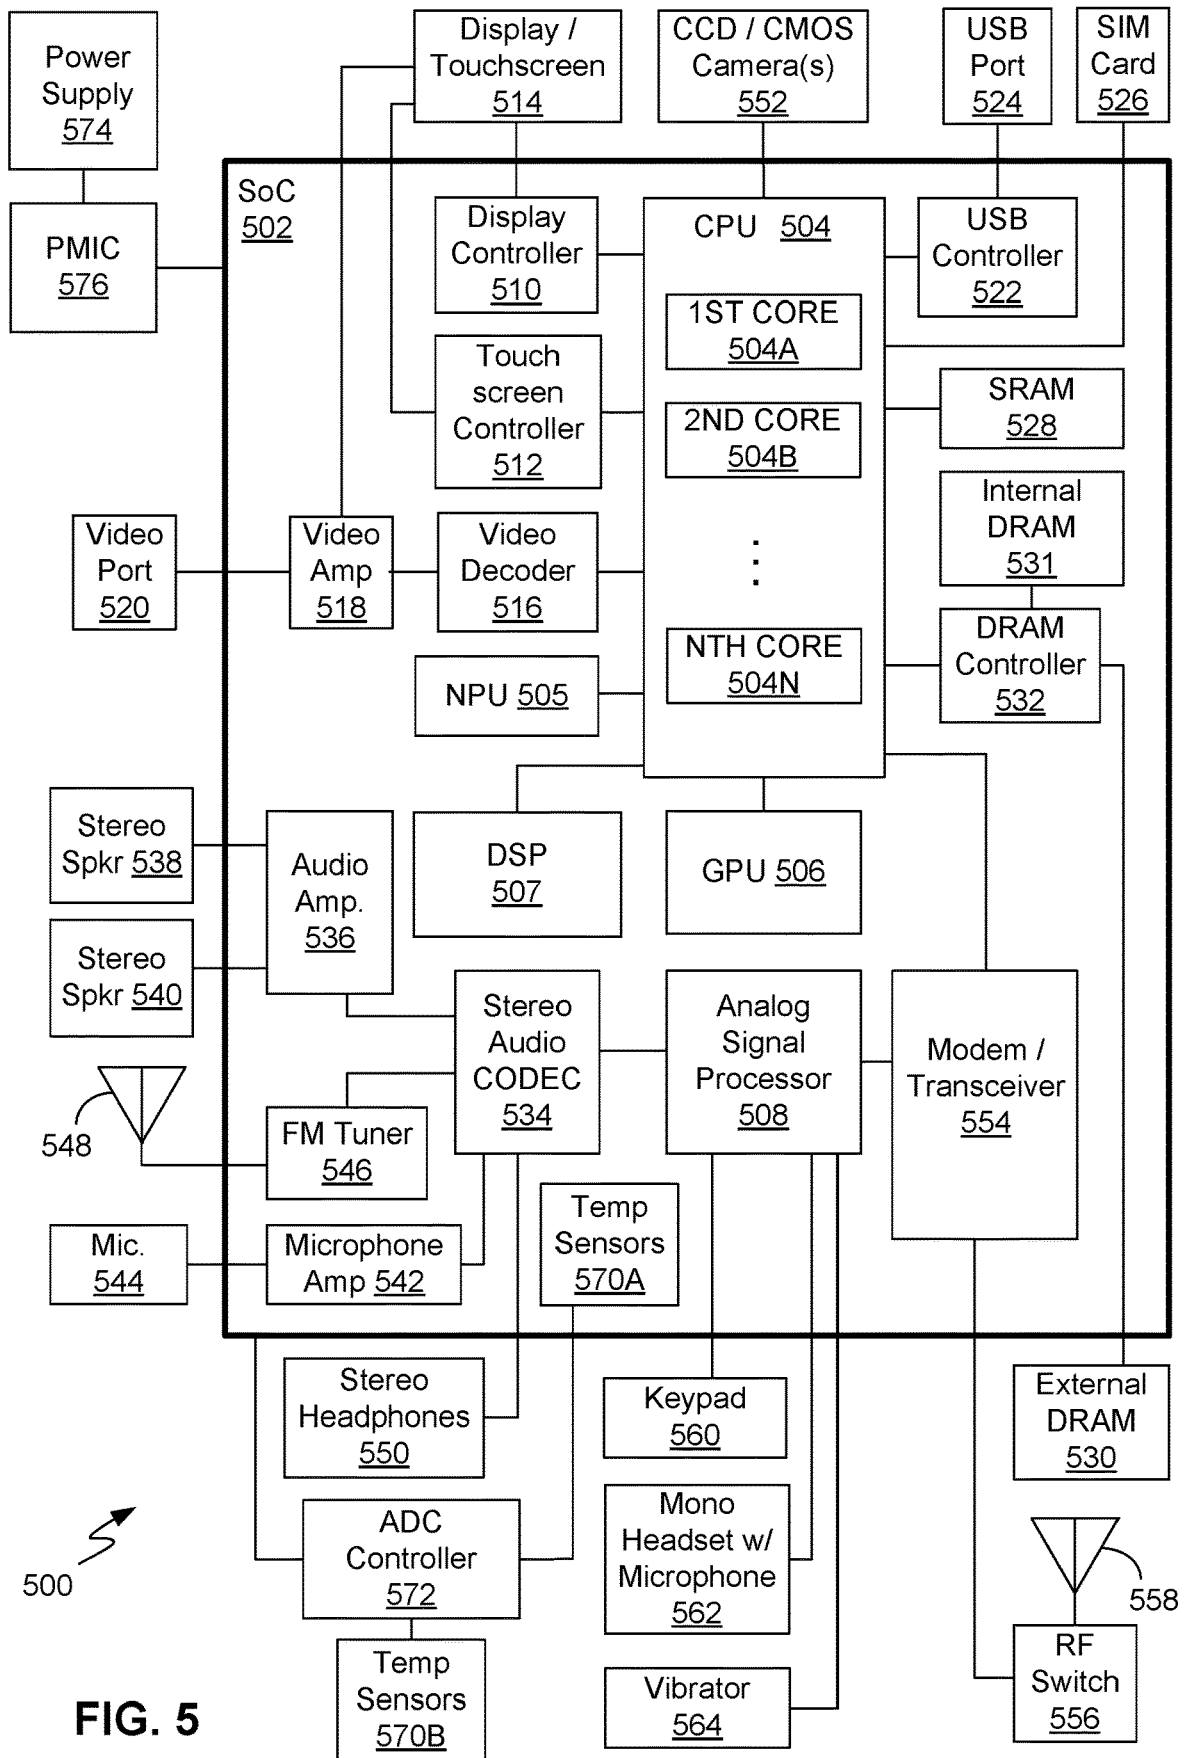 Power
Supply
574
Display /
Touchscreen
514
CCD / CMOS
Camera(s)
552
USB
Port
524
SIM
Card
526
SoC
502
PMIC
576
Display
Controller
510
CPU 504
USB
Controller
522
1ST CORE
504A
Touch
screen
Controller
512
2ND CORE
504B
SRAM
528
Internal
DRAM
531
Video
Port
520
Video
Amp
518
Video
Decoder
516
NTH CORE
504N
DRAM
Controller
532
NPU 505
Stereo
Spkr 538
Audio
Amp.
536
DSP
507
GPU 506
Stereo
Spkr 540
Stereo
Audio
CODEC
534
Analog
Signal
Processor
508
Modem /
Transceiver
554
548
FM Tuner
546
Temp
Sensors
570A
Mic.
544
Microphone
Amp 542
Stereo
Headphones
550
Keypad
560
External
DRAM
530
ADC
Controller
572
Mono
Headset w/
Microphone
562
500
558
Temp
Sensors
570B
Vibrator
564
RF
Switch
556
FIG. 5